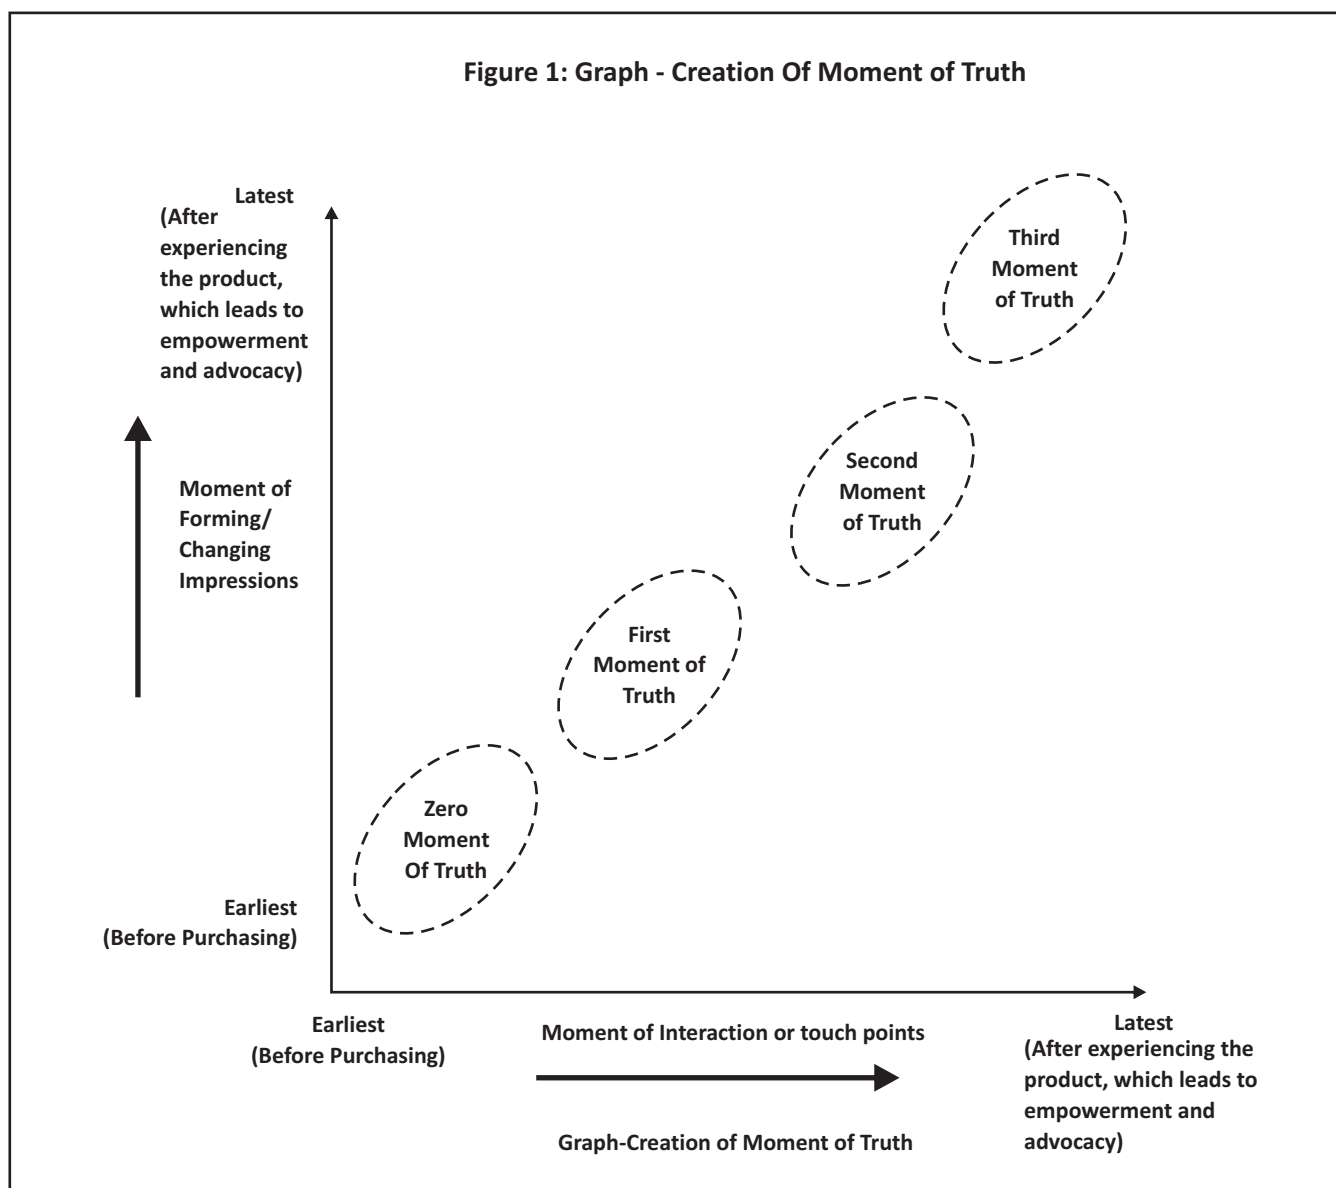 Figure 1: Graph - Creation Of Moment of Truth
Latest
(After
experiencing
the product,
which leads to
empowerment
and advocacy)
Moment of
Forming/
Changing
Impressions
Third
Moment
of Truth
Second
Moment
of Truth
First
Moment of
Truth
Zero
Moment
Of Truth
Earliest
(Before Purchasing)
Earliest
(Before Purchasing)
Moment of Interaction or touch points
Latest
(After experiencing the
product, which leads to
empowerment and
advocacy)
Graph-Creation of Moment of Truth